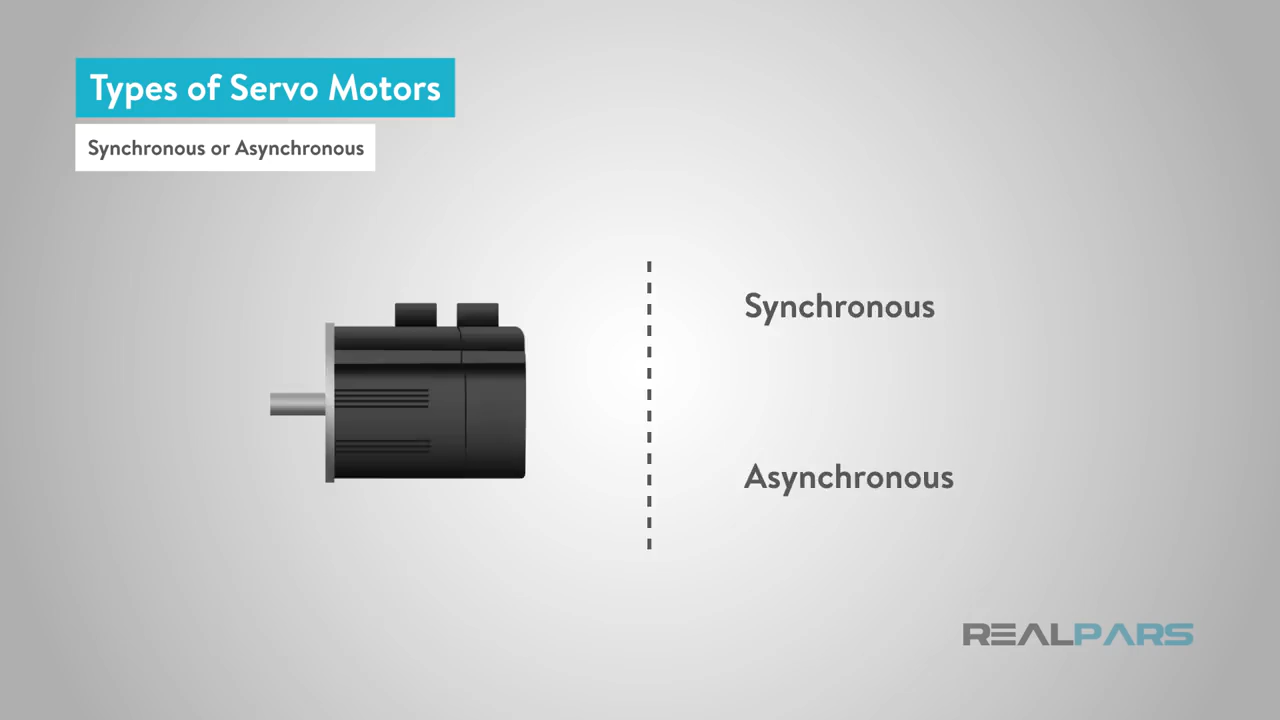 Types of Servo Motors
Synchronous or Asynchronous
Synchronous
Asynchronous
REALPARS